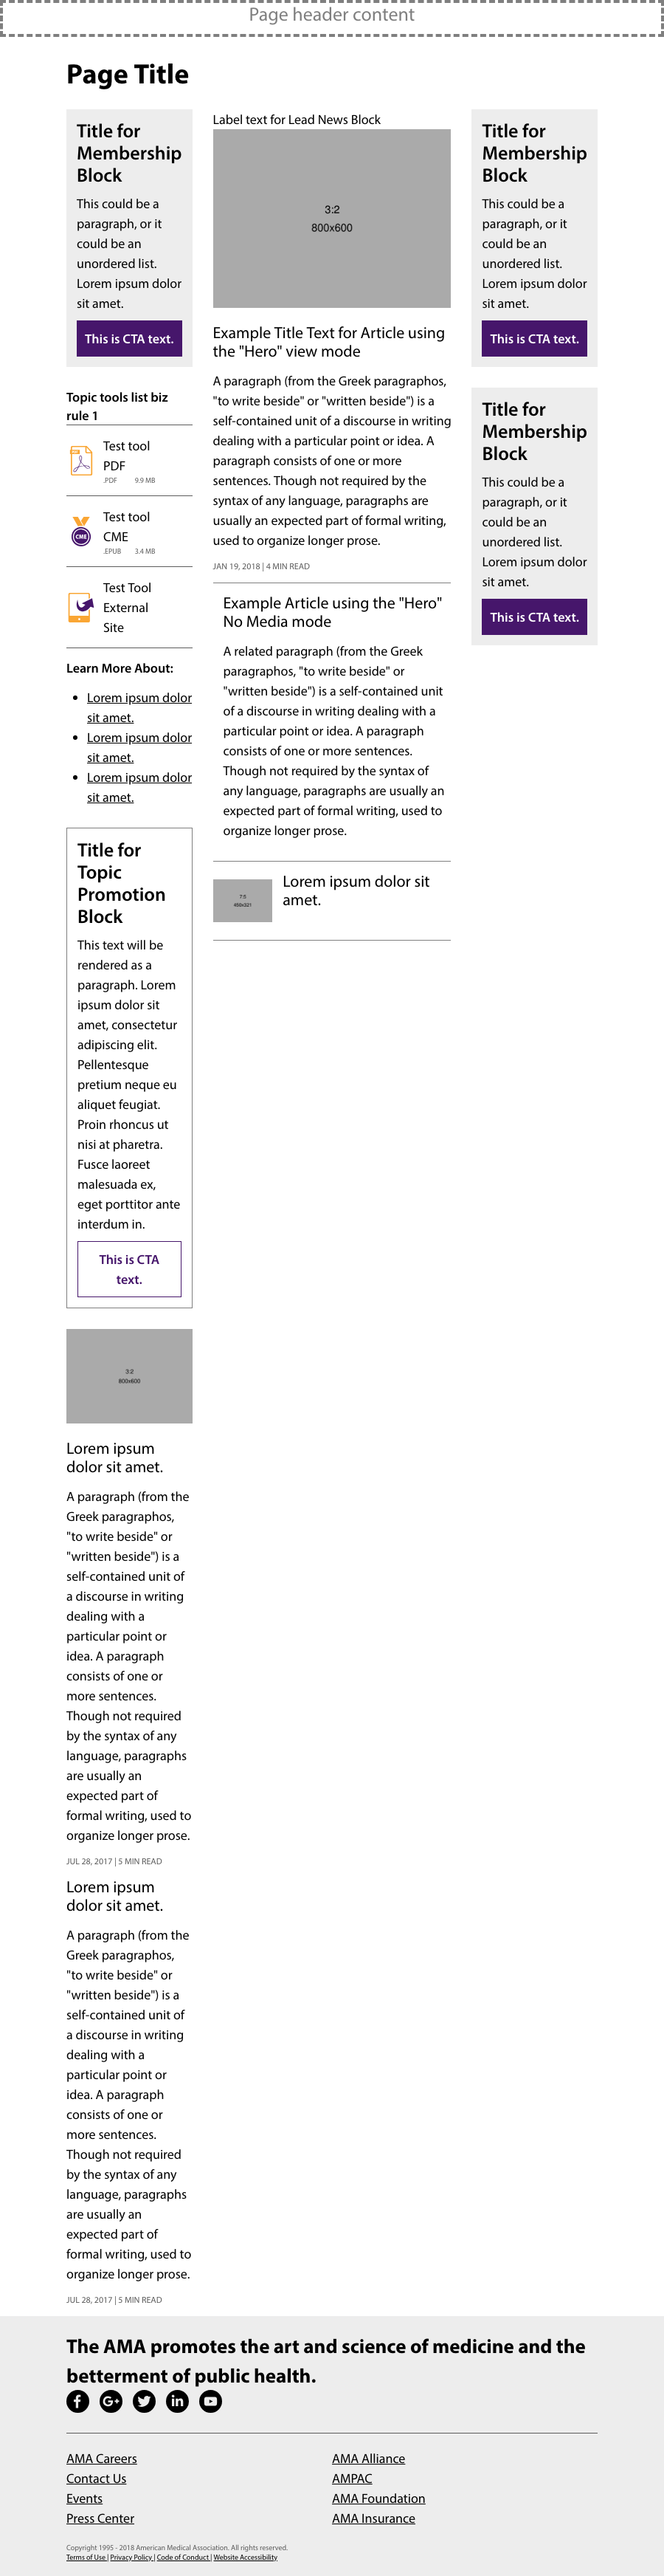 Page header content
Page Title
Title for
Membership
Block
This could be a
paragraph, or it
could be an
unordered list.
Lorem ipsum dolor
sit amet.
This is CTA text.
Topic tools list biz
rule 1
Test tool
PDF
.PDF 9.9 MB
CME
Test tool
CME
.EPUB 3.4 MB
Test Tool
External
Site
Learn More About:
Lorem ipsum dolor
sit amet.
Lorem ipsum dolor
sit amet.
Lorem ipsum dolor
sit amet.
Title for
Topic
Promotion
Block
This text will be
rendered as a
paragraph. Lorem
ipsum dolor sit
amet, consectetur
adipiscing elit.
Pellentesque
pretium neque eu
aliquet feugiat.
Proin rhoncus ut
nisi at pharetra.
Fusce laoreet
malesuada ex,
eget porttitor ante
interdum in.
This is CTA
text.
3:2
800x600
Lorem ipsum
dolor sit amet.
A paragraph (from the
Greek paragraphos,
"to write beside" or
"written beside") is a
self-contained unit of
a discourse in writing
dealing with a
particular point or
idea. A paragraph
consists of one or
more sentences.
Though not required
by the syntax of any
language, paragraphs
are usually an
expected part of
formal writing, used to
organize longer prose.
JUL 28, 2017 | 5 MIN READ
Lorem ipsum
dolor sit amet.
A paragraph (from the
Greek paragraphos,
"to write beside" or
"written beside") is a
self-contained unit of
a discourse in writing
dealing with a
particular point or
idea. A paragraph
consists of one or
more sentences.
Though not required
by the syntax of any
language, paragraphs
are usually an
expected part of
formal writing, used to
organize longer prose.
JUL 28, 2017 | 5 MIN READ
Label text for Lead News Block
3:2
800x600
Example Title Text for Article using
the "Hero" view mode
A paragraph (from the Greek paragraphos,
"to write beside" or "written beside") is a
self-contained unit of a discourse in writing
dealing with a particular point or idea. A
paragraph consists of one or more
sentences. Though not required by the
syntax of any language, paragraphs are
usually an expected part of formal writing,
used to organize longer prose.
JAN 19, 2018 | 4 MIN READ
Example Article using the "Hero"
No Media mode
A related paragraph (from the Greek
paragraphos, "to write beside" or
"written beside") is a self-contained unit
of a discourse in writing dealing with a
particular point or idea. A paragraph
consists of one or more sentences.
Though not required by the syntax of
any language, paragraphs are usually an
expected part of formal writing, used to
organize longer prose.
7:5
450x321
Lorem ipsum dolor sit
amet.
Title for
Membership
Block
This could be a
paragraph, or it
could be an
unordered list.
Lorem ipsum dolor
sit amet.
This is CTA text.
Title for
Membership
Block
This could be a
paragraph, or it
could be an
unordered list.
Lorem ipsum dolor
sit amet.
This is CTA text.
The AMA promotes the art and science of medicine and the
betterment of public health.
AMA Careers
Contact Us
Events
Press Center
AMA Alliance
AMPAC
AMA Foundation
AMA Insurance
Copyright 1995 - 2018 American Medical Association. All rights reserved.
Terms of Use | Privacy Policy | Code of Conduct | Website Accessibility